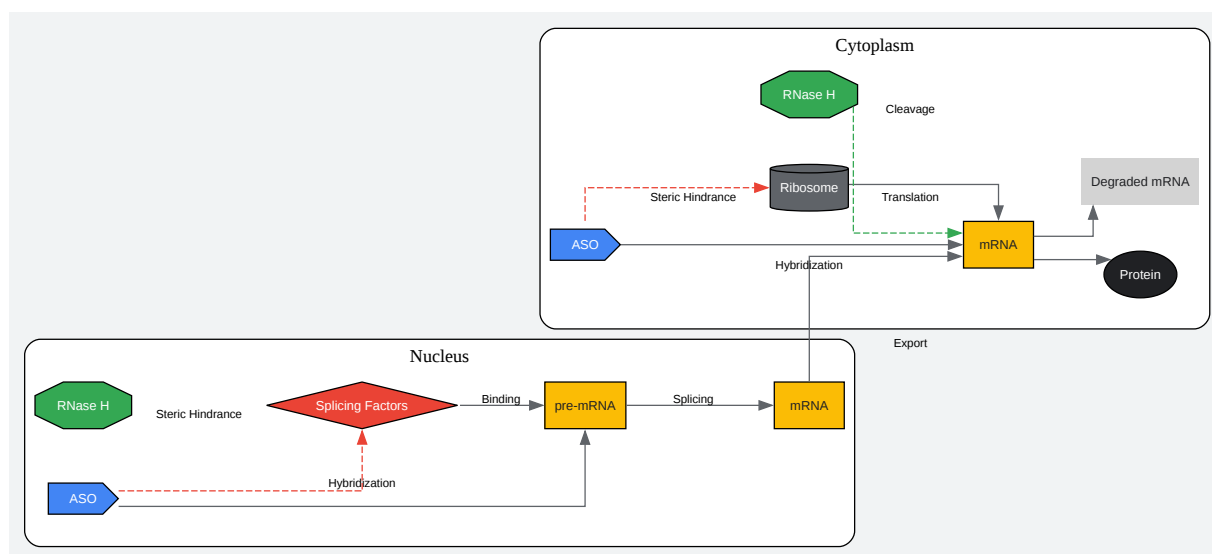 Cytoplasm
RNase H
Cleavage
Degraded mRNA
Ribosome
Steric Hindrance
Translation
ASO
mRNA
Hybridization
Protein
Export
Nucleus
RNase H
Steric Hindrance
Splicing Factors
Binding
pre-mRNA
Splicing
mRNA
Hybridization
ASO